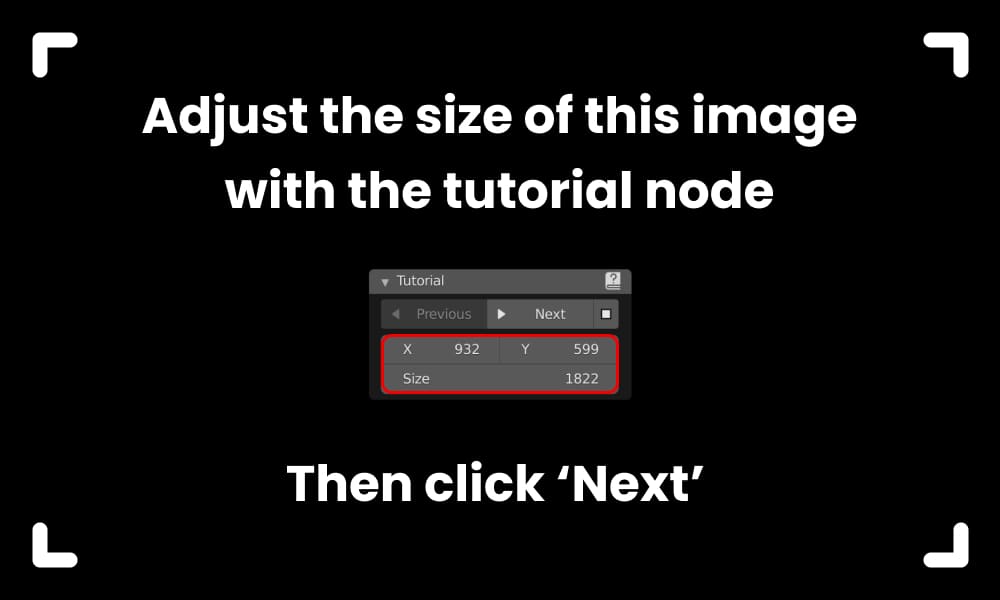 Adjust the size of this image
with the tutorial node
Tutorial
Previous Next
X 932 Y 599
Size 1822
Then click ‘Next’